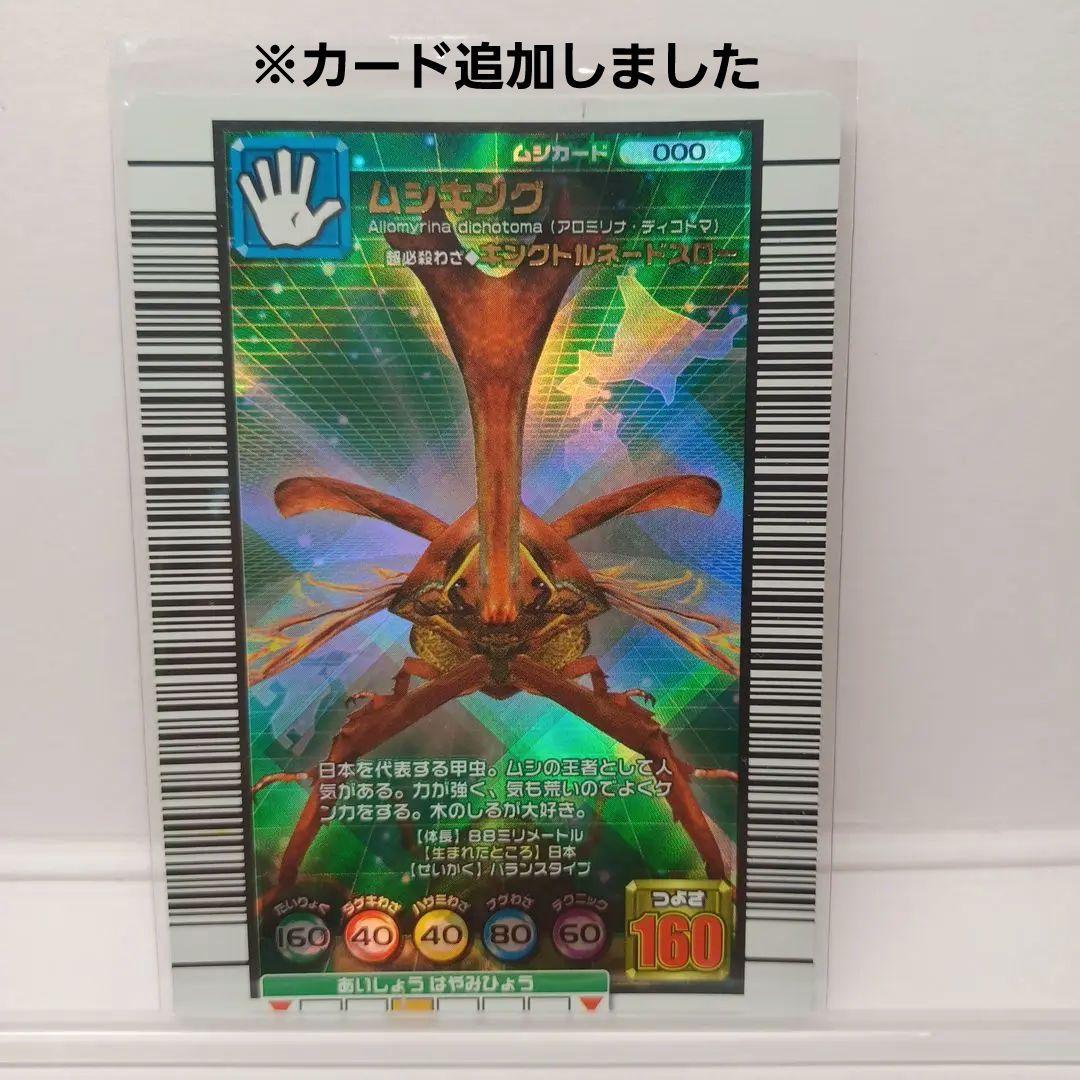 ※カード追加しました
ムシカード 000
ムシキング
Allomyrina dichotoma（アロミリナ・ディコトマ）
超必殺わざ◆キングトルネードスロー
日本を代表する甲虫。ムシの王者として人
気がある。力が強く、気も荒いのでよくケ
ンカをする。木のしるが大好き。
【体長】88ミリメートル
【生まれたところ】日本
【せいかく】バランスタイプ
たいりょく ダゲキわざ ハサミわざ ナゲわざ テクニック つよさ
160 40 40 80 60 160
あいしょうはやみひょう